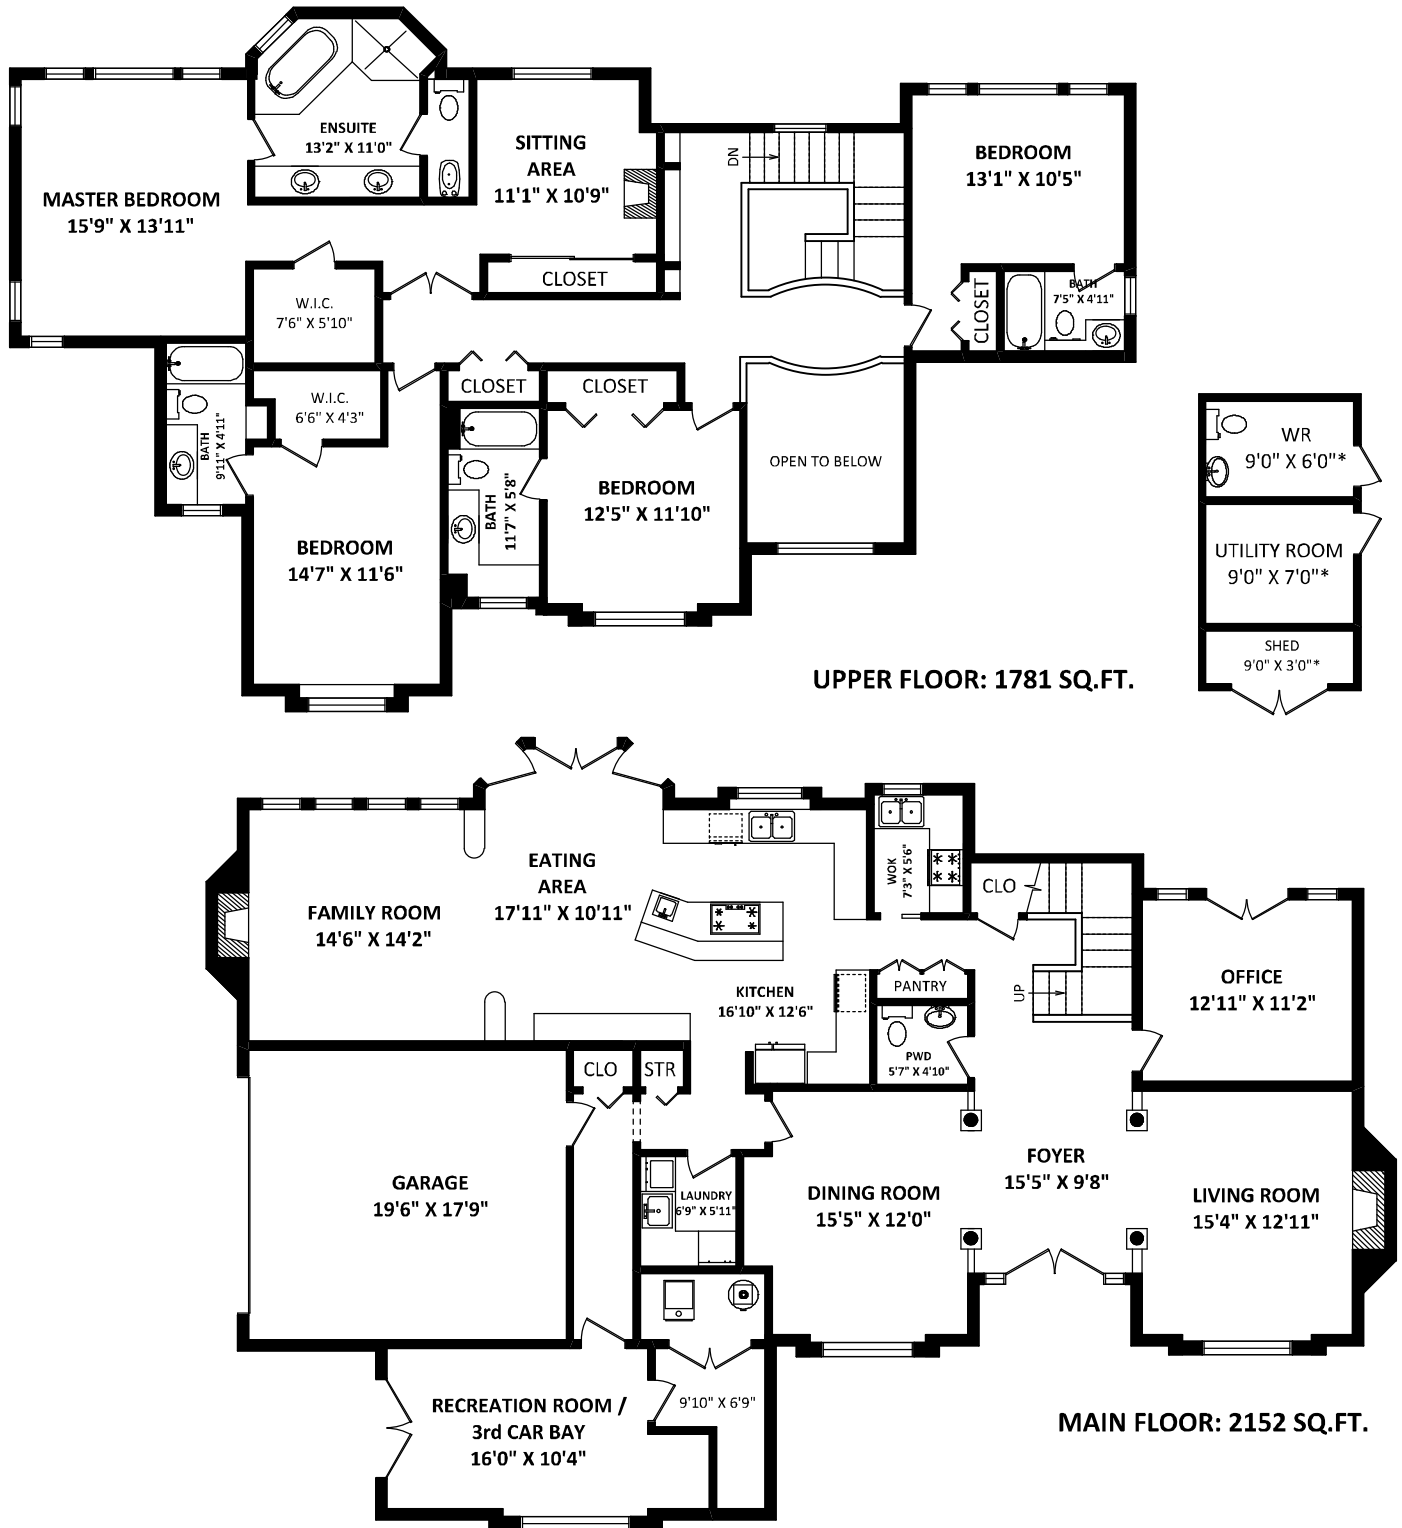 ENSUITE
13'2" X 11'0"
SITTING
AREA
11'1" X 10'9"
MASTER BEDROOM
15'9" X 13'11"
DN
BEDROOM
13'1" X 10'5"
CLOSET
W.I.C.
7'6" X 5'10"
CLOSET
BATH
7'5" X 4'11"
W.I.C.
6'6" X 4'3"
CLOSET
CLOSET
BATH
9'11" X 4'11"
BATH
11'7" X 5'8"
BEDROOM
12'5" X 11'10"
OPEN TO BELOW
BEDROOM
14'7" X 11'6"
WR
9'0" X 6'0"*
UTILITY ROOM
9'0" X 7'0"*
SHED
9'0" X 3'0"*
UPPER FLOOR: 1781 SQ.FT.
EATING
AREA
17'11" X 10'11"
FAMILY ROOM
14'6" X 14'2"
WOK
7'3" X 5'6"
CLO
KITCHEN
16'10" X 12'6"
PANTRY
UP
OFFICE
12'11" X 11'2"
PWD
5'7" X 4'10"
CLO
STR
GARAGE
19'6" X 17'9"
LAUNDRY
6'9" X 5'11"
DINING ROOM
15'5" X 12'0"
FOYER
15'5" X 9'8"
LIVING ROOM
15'4" X 12'11"
RECREATION ROOM /
3rd CAR BAY
16'0" X 10'4"
9'10" X 6'9"
MAIN FLOOR: 2152 SQ.FT.